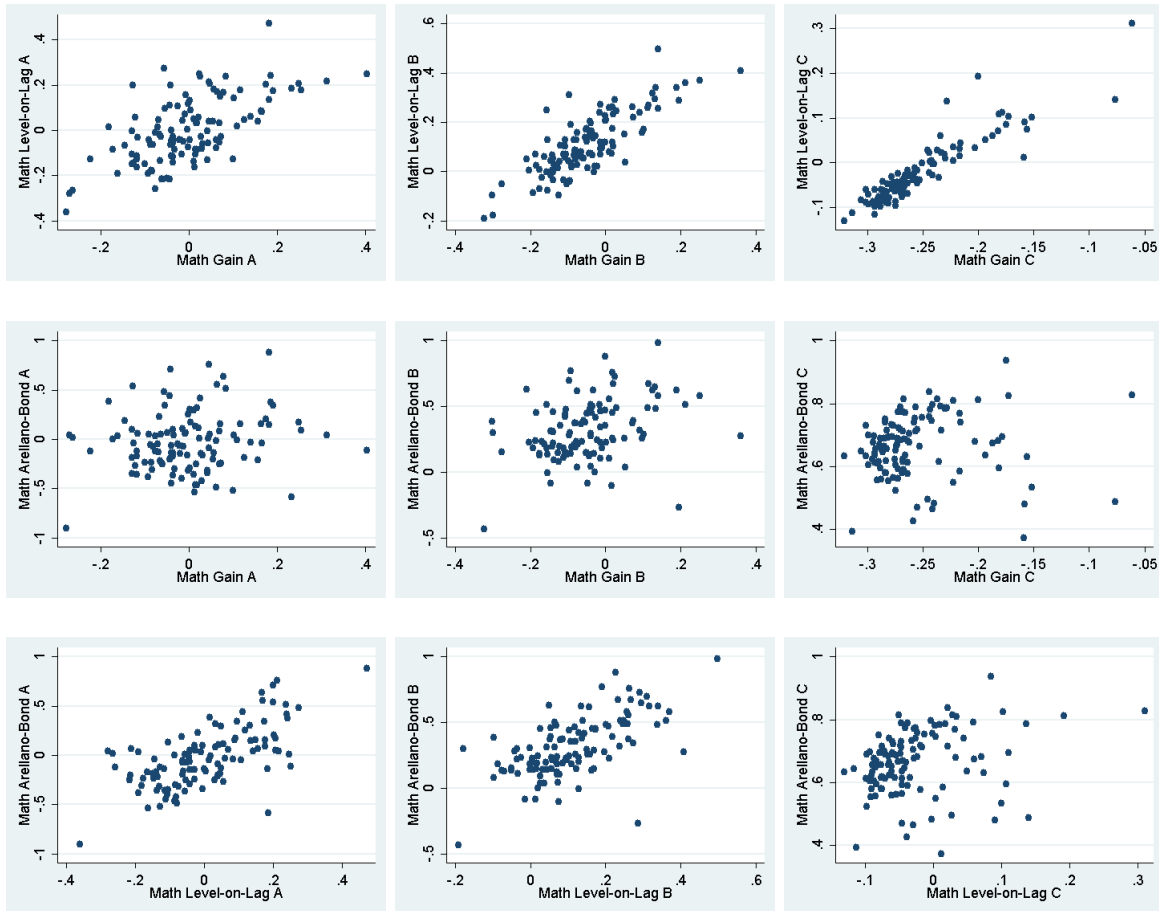 Math Level-on-Lag A
.4
.2
0
-.2
-.4
-.2 0 .2 .4
Math Gain A
Math Level-on-Lag B
.6
.4
.2
0
-.2
-.4 -.2 0 .2 .4
Math Gain B
Math Level-on-Lag C
.3
.2
.1
0
-.1
-.3 -.25 -.2 -.15 -.1 -.05
Math Gain C
Math Arellano-Bond A
1
.5
0
-.5
-1
-.2 0 .2 .4
Math Gain A
Math Arellano-Bond B
1
.5
0
-.5
-.4 -.2 0 .2 .4
Math Gain B
Math Arellano-Bond C
1
.8
.6
.4
-.3 -.25 -.2 -.15 -.1 -.05
Math Gain C
Math Arellano-Bond A
1
.5
0
-.5
-1
-.4 -.2 0 .2 .4
Math Level-on-Lag A
Math Arellano-Bond B
1
.5
0
-.5
-.2 0 .2 .4 .6
Math Level-on-Lag B
Math Arellano-Bond C
1
.8
.6
.4
-.1 0 .1 .2 .3
Math Level-on-Lag C